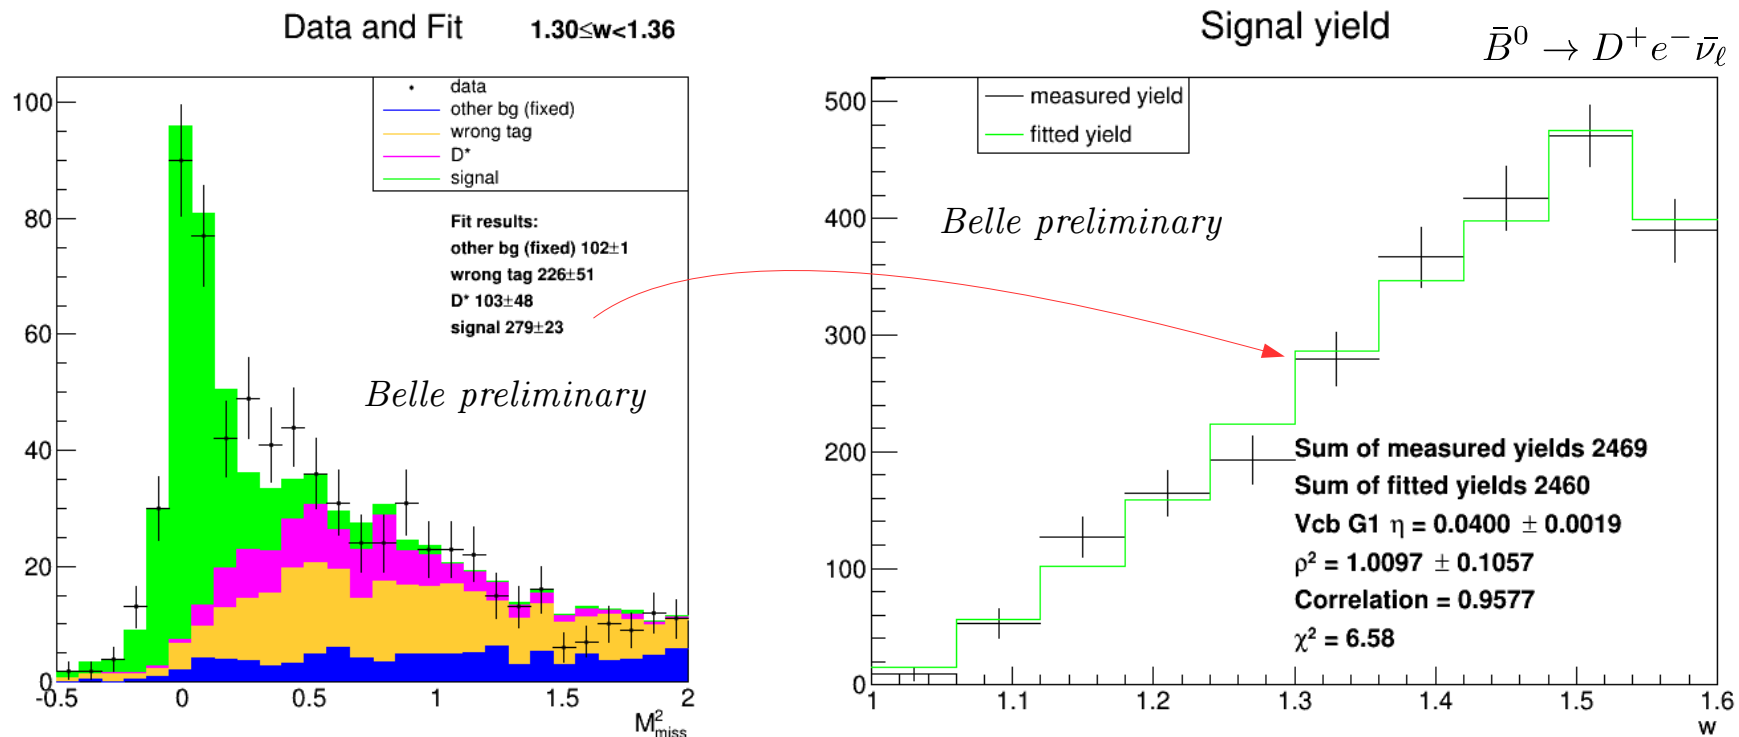 Data and Fit 1.30≤w<1.36
100
80
60
40
20
0
-0.5 0 0.5 1 1.5 2
M²miss
data
other bg (fixed)
wrong tag
D*
signal
Fit results:
other bg (fixed) 102±1
wrong tag 226±51
D* 103±48
signal 279±23
Belle preliminary
Signal yield
B̄⁰ → D⁺e⁻ν̄ℓ
500
400
300
200
100
0
1 1.1 1.2 1.3 1.4 1.5 1.6
w
measured yield
fitted yield
Belle preliminary
Sum of measured yields 2469
Sum of fitted yields 2460
Vcb G1 η = 0.0400 ± 0.0019
ρ² = 1.0097 ± 0.1057
Correlation = 0.9577
χ² = 6.58